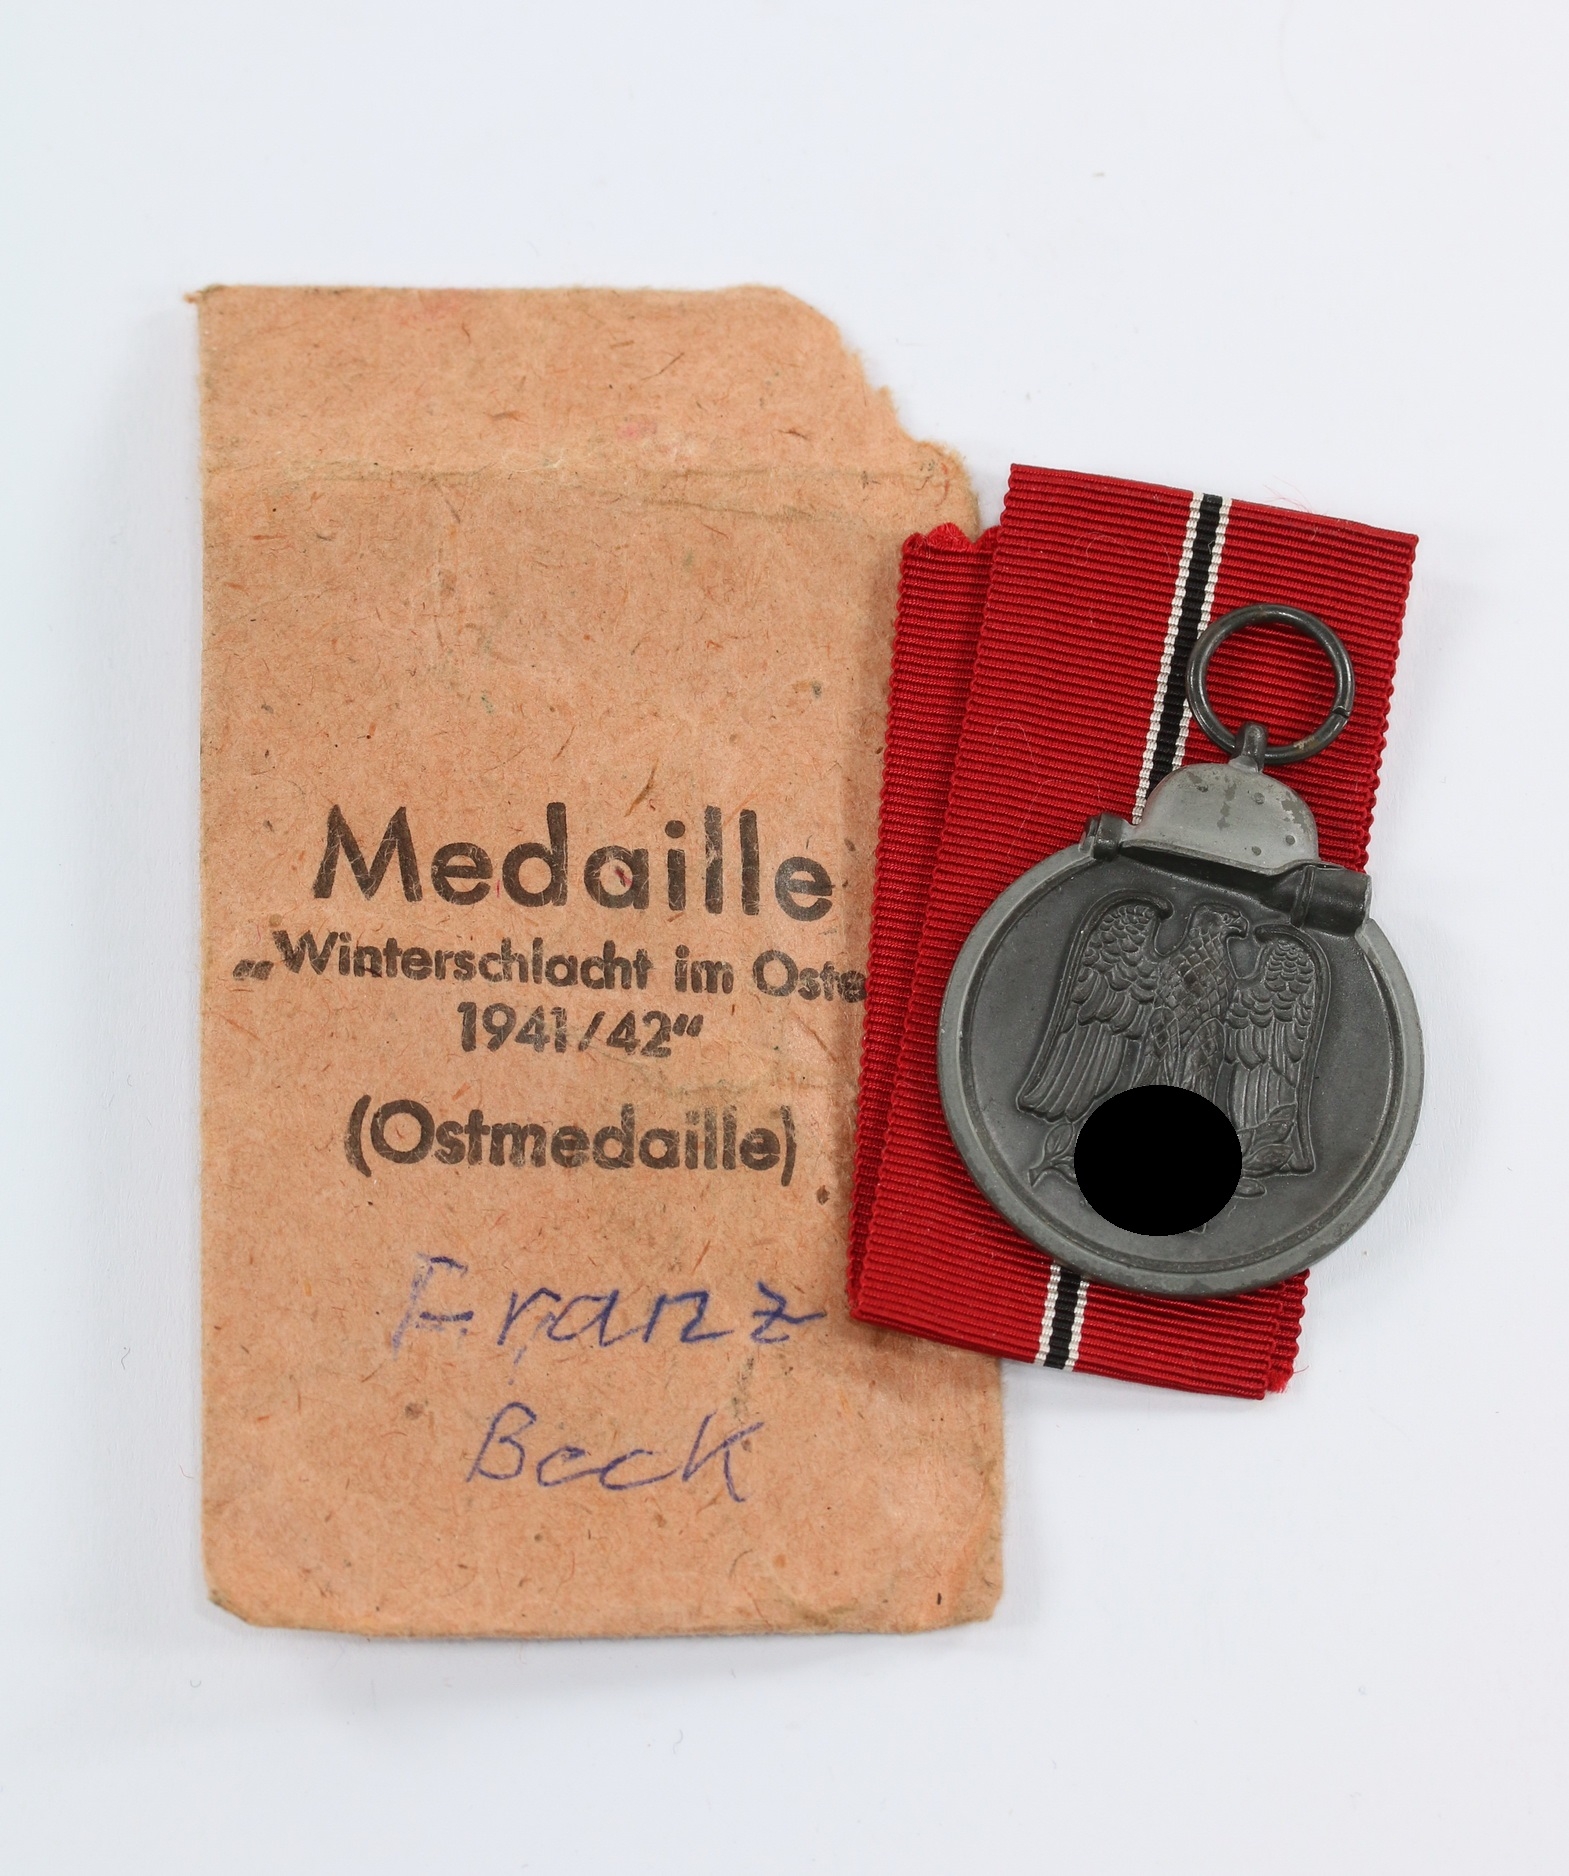 Medaille
„Winterschlacht im Oste
1941/42“
(Ostmedaille)
Franz
Beck